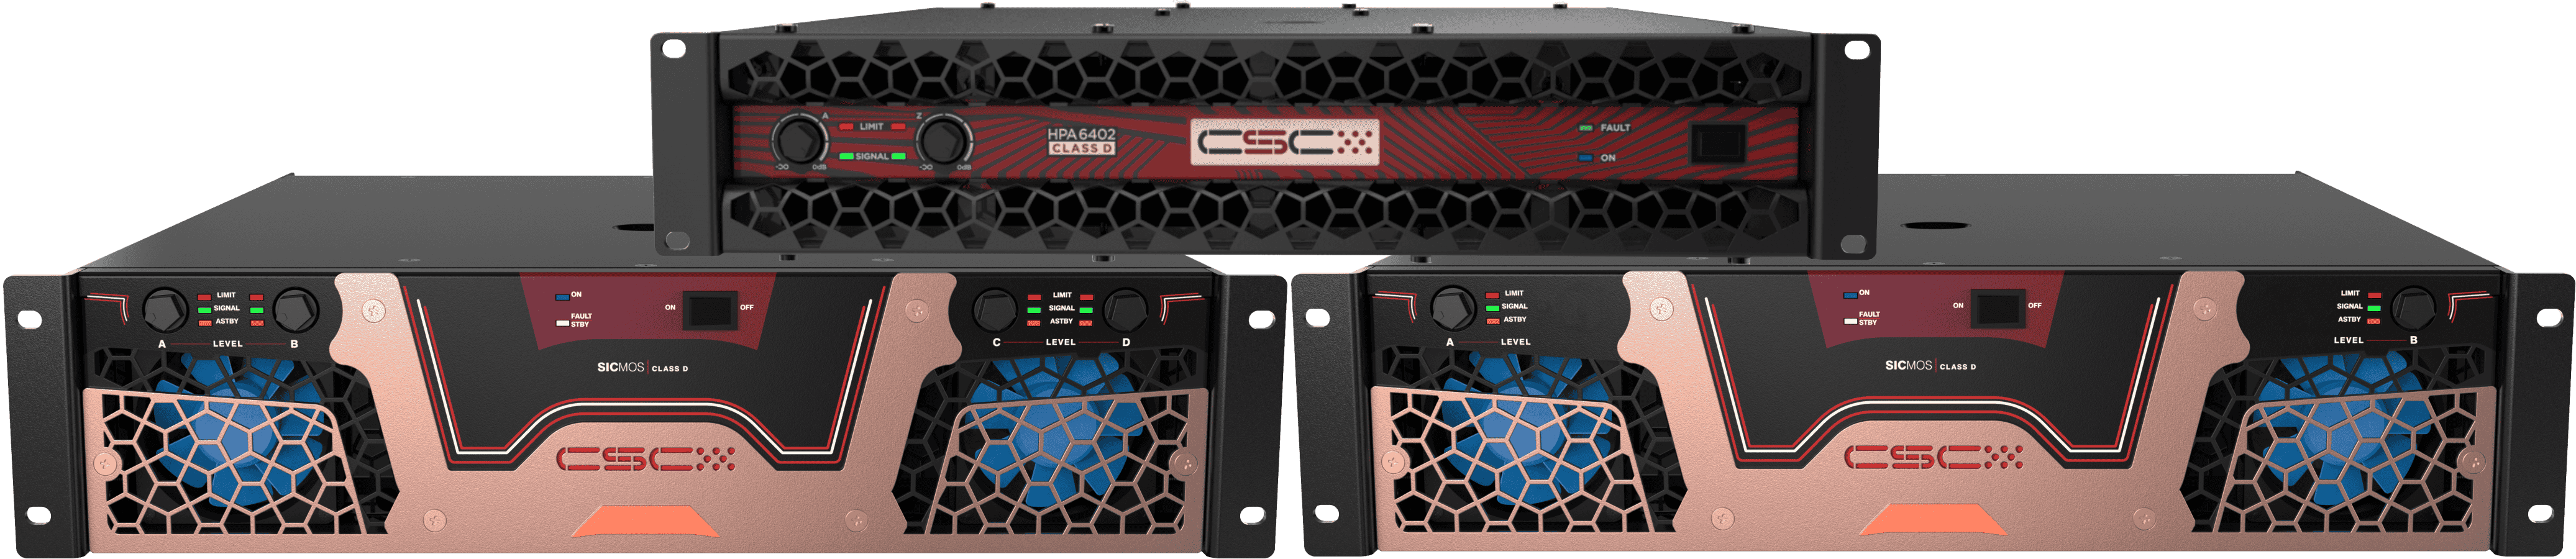 A Z
LIMIT
SIGNAL
-∞ 0dB -∞ 0dB
HPA 6402
CLASS D
CSC
FAULT
ON
LIMIT
SIGNAL
ASTBY
A LEVEL B
ON
FAULT
STBY
ON OFF
SICMOS CLASS D
LIMIT
SIGNAL
ASTBY
C LEVEL D
CSC
LIMIT
SIGNAL
ASTBY
A LEVEL
ON
FAULT
STBY
ON OFF
SICMOS CLASS D
LIMIT
SIGNAL
ASTBY
LEVEL B
CSC